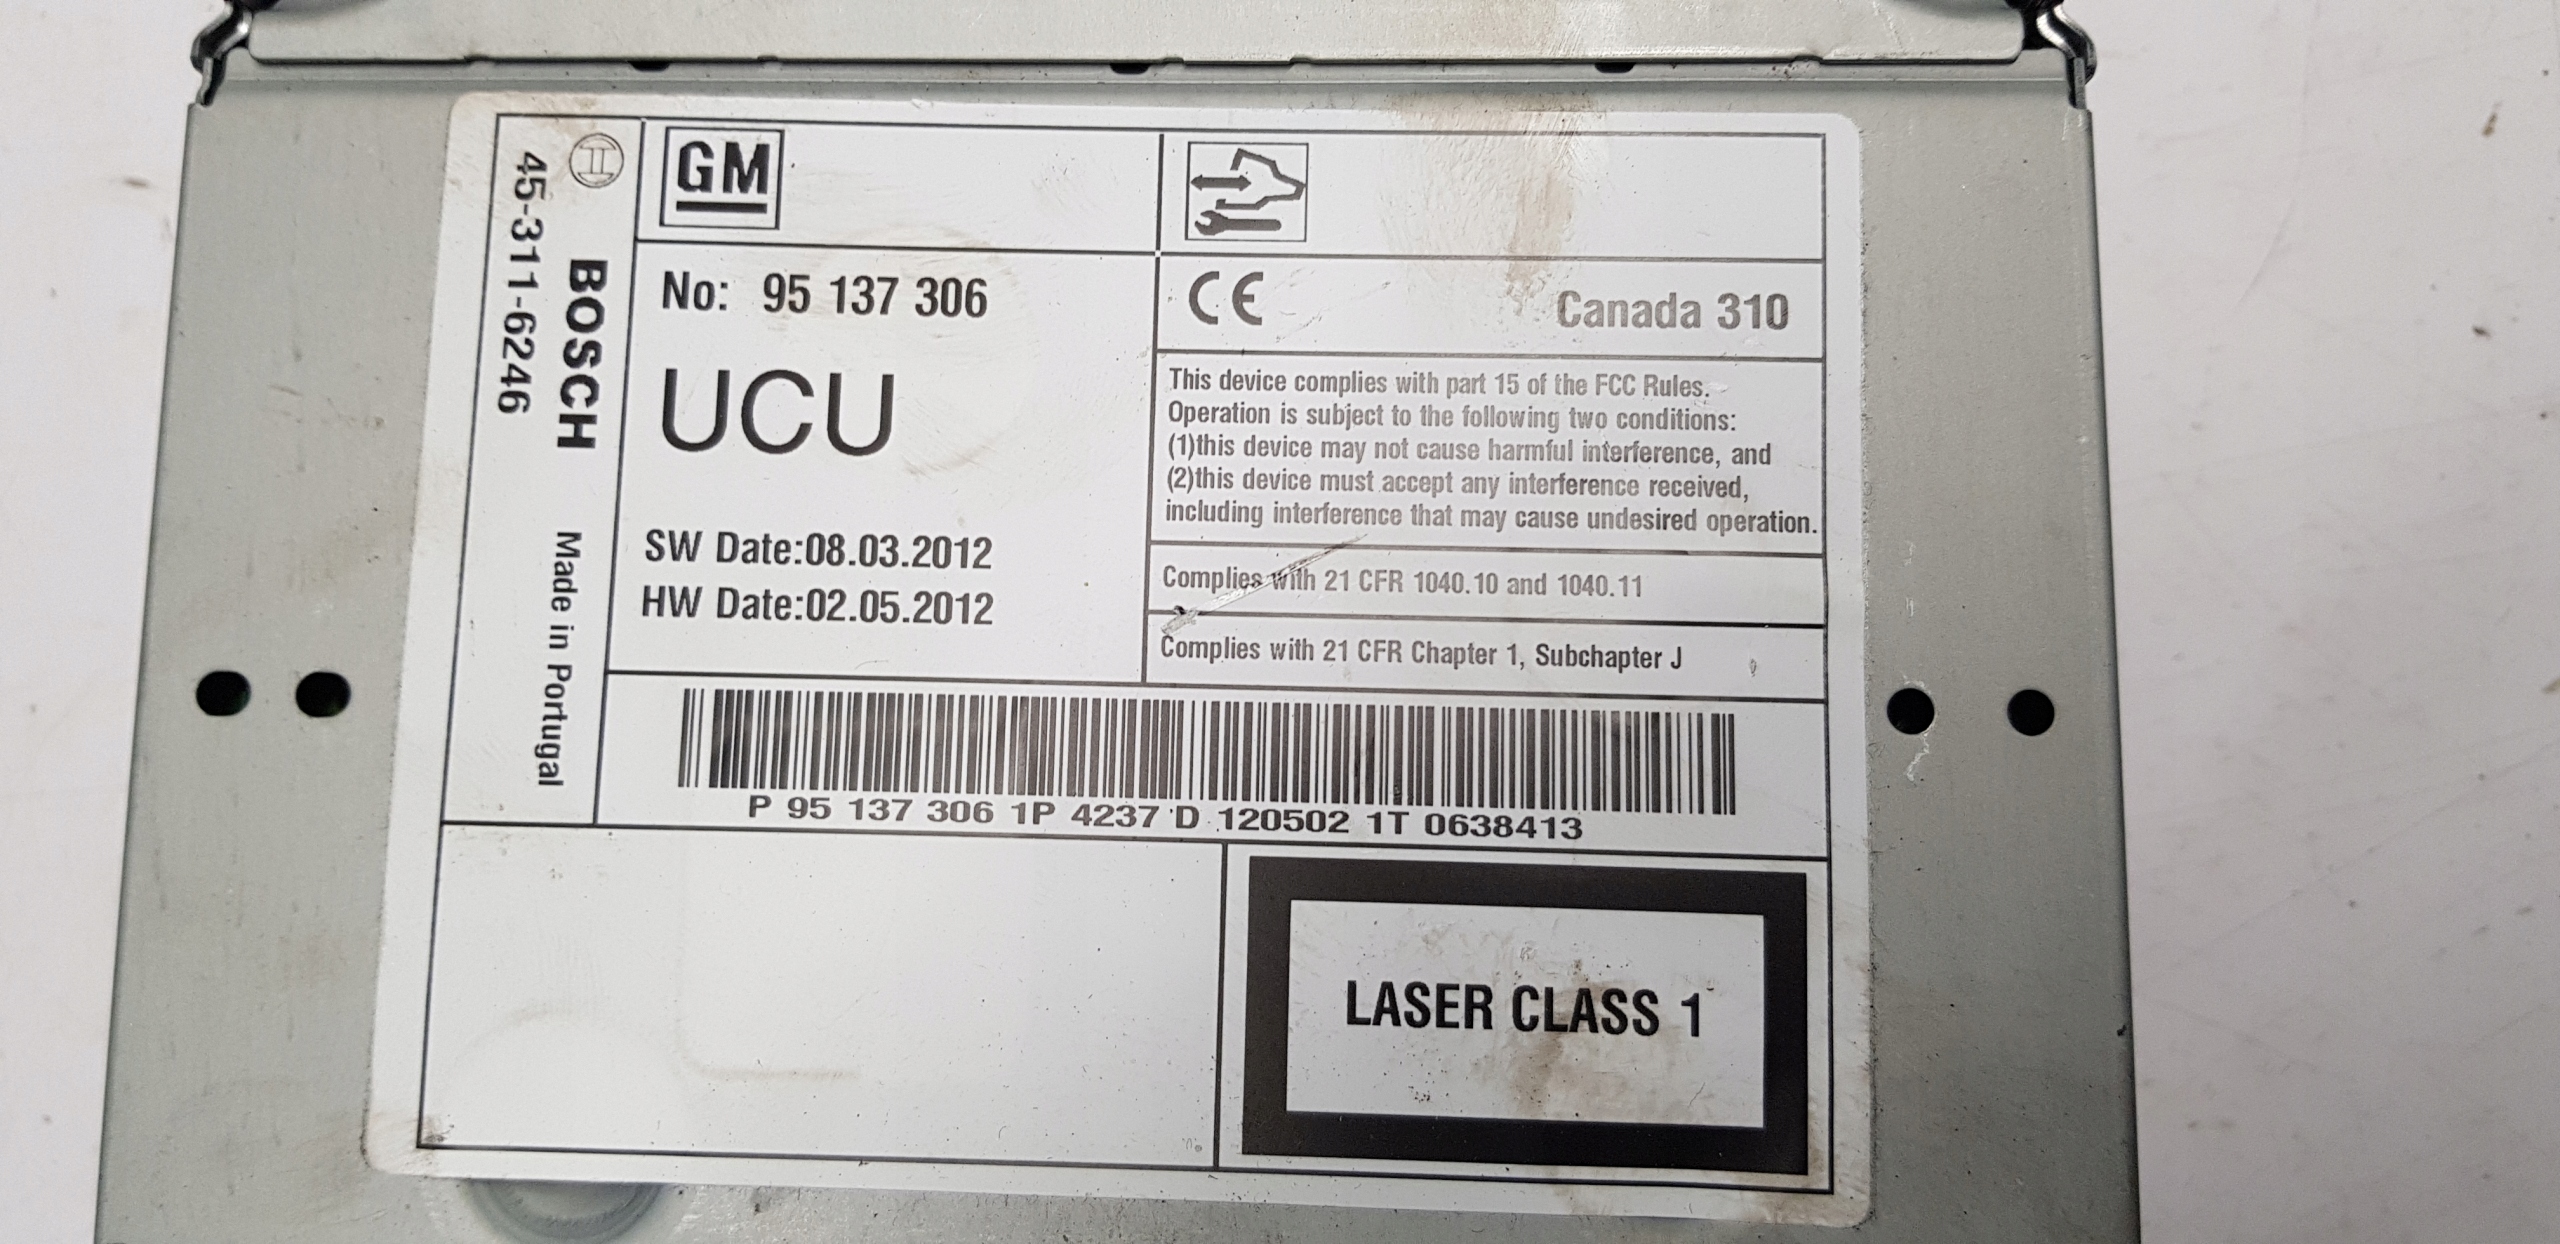 GM
No: 95 137 306
UCU
SW Date:08.03.2012
HW Date:02.05.2012
CE
Canada 310
This device complies with part 15 of the FCC Rules.
Operation is subject to the following two conditions:
(1)this device may not cause harmful interference, and
(2)this device must accept any interference received,
including interference that may cause undesired operation.
Complies with 21 CFR 1040.10 and 1040.11
Complies with 21 CFR Chapter 1, Subchapter J
BOSCH Made in Portugal
45-311-6246
P 95 137 306 1P 4237 D 120502 1T 0638413
LASER CLASS 1